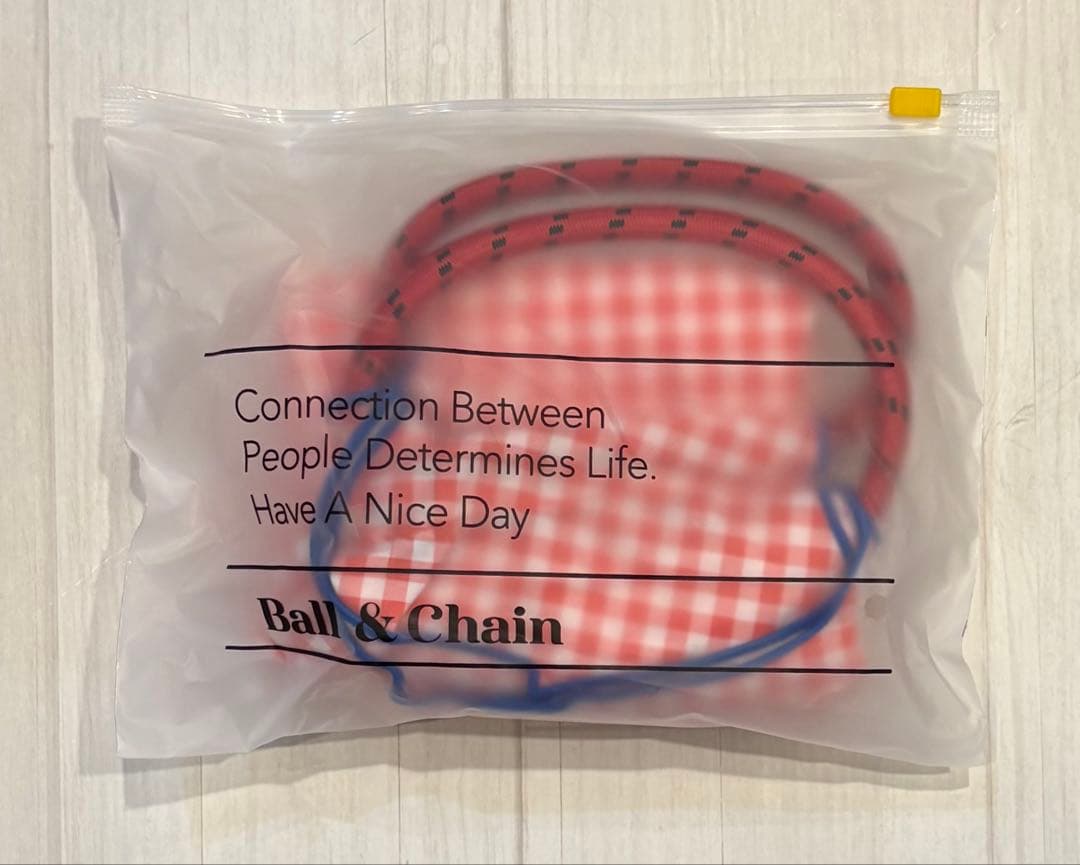 Connection Between
People Determines Life.
Have A Nice Day
Ball & Chain